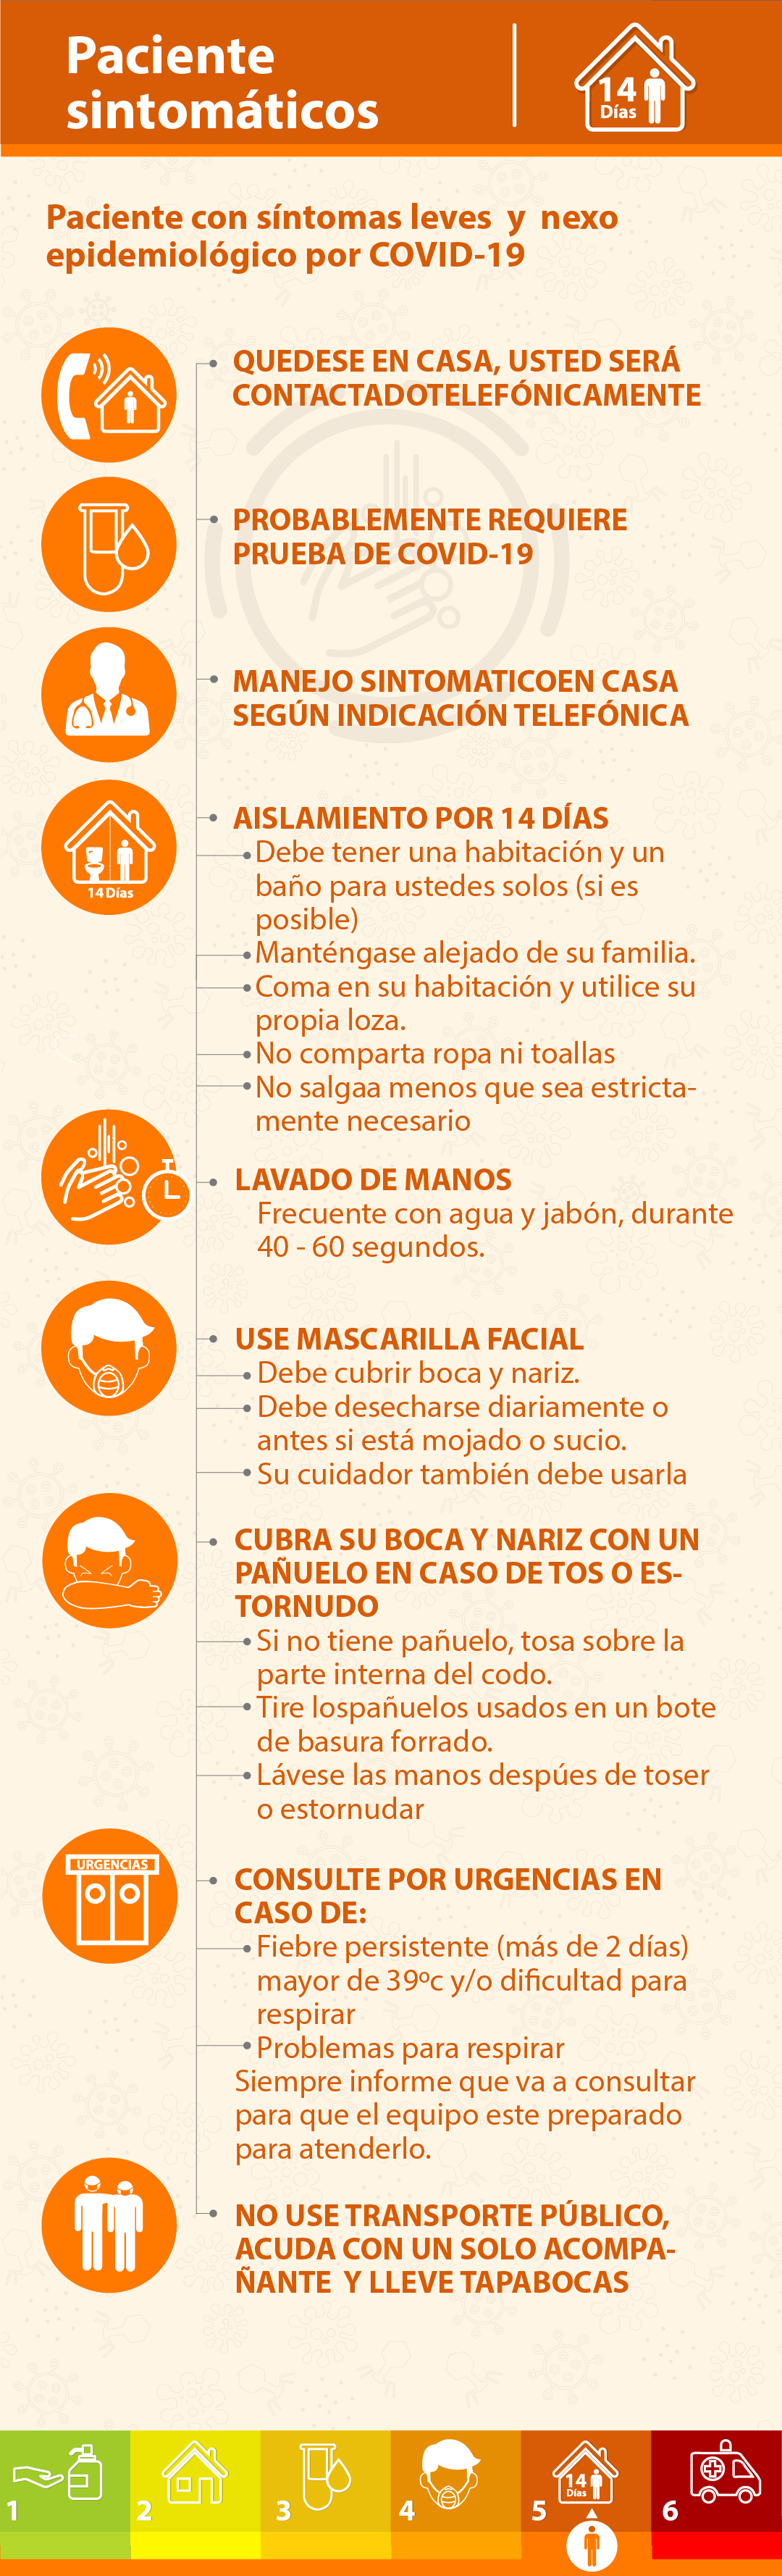 Paciente
sintomáticos
14
Días
Paciente con síntomas leves y nexo
epidemiológico por COVID-19
QUEDESE EN CASA, USTED SERÁ
CONTACTADOTELEFÓNICAMENTE
PROBABLEMENTE REQUIERE
PRUEBA DE COVID-19
MANEJO SINTOMATICOEN CASA
SEGÚN INDICACIÓN TELEFÓNICA
14 Días
AISLAMIENTO POR 14 DÍAS
Debe tener una habitación y un
baño para ustedes solos (si es
posible)
Manténgase alejado de su familia.
Coma en su habitación y utilice su
propia loza.
No comparta ropa ni toallas
No salgaa menos que sea estricta-
mente necesario
LAVADO DE MANOS
Frecuente con agua y jabón, durante
40 - 60 segundos.
USE MASCARILLA FACIAL
Debe cubrir boca y nariz.
Debe desecharse diariamente o
antes si está mojado o sucio.
Su cuidador también debe usarla
CUBRA SU BOCA Y NARIZ CON UN
PAÑUELO EN CASO DE TOS O ES-
TORNUDO
Si no tiene pañuelo, tosa sobre la
parte interna del codo.
Tire lospañuelos usados en un bote
de basura forrado.
Lávese las manos despúes de toser
o estornudar
URGENCIAS
CONSULTE POR URGENCIAS EN
CASO DE:
Fiebre persistente (más de 2 días)
mayor de 39ºc y/o dificultad para
respirar
Problemas para respirar
Siempre informe que va a consultar
para que el equipo este preparado
para atenderlo.
NO USE TRANSPORTE PÚBLICO,
ACUDA CON UN SOLO ACOMPA-
ÑANTE Y LLEVE TAPABOCAS
14
Días
1 2 3 4 5 6